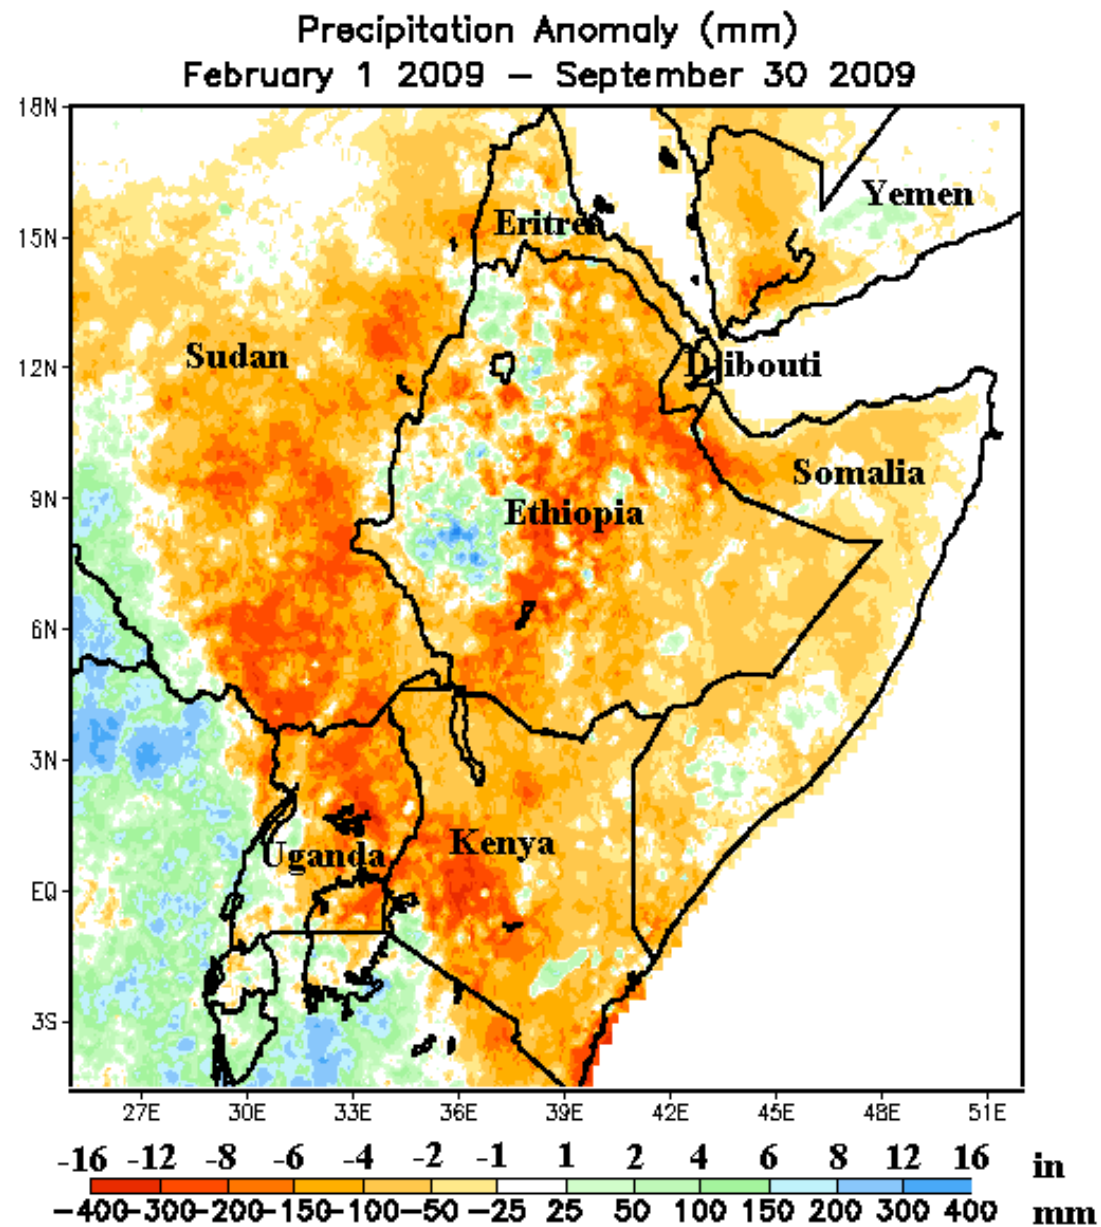 Precipitation Anomaly (mm)
February 1 2009 – September 30 2009
18N
15N
12N
9N
6N
3N
EQ
3S
Yemen
Eritrea
Sudan
Djibouti
Somalia
Ethiopia
Kenya
Uganda
27E 30E 33E 36E 39E 42E 45E 48E 51E
-16 -12 -8 -6 -4 -2 -1 1 2 4 6 8 12 16 in
-400 -300 -200 -150 -100 -50 -25 25 50 100 150 200 300 400 mm